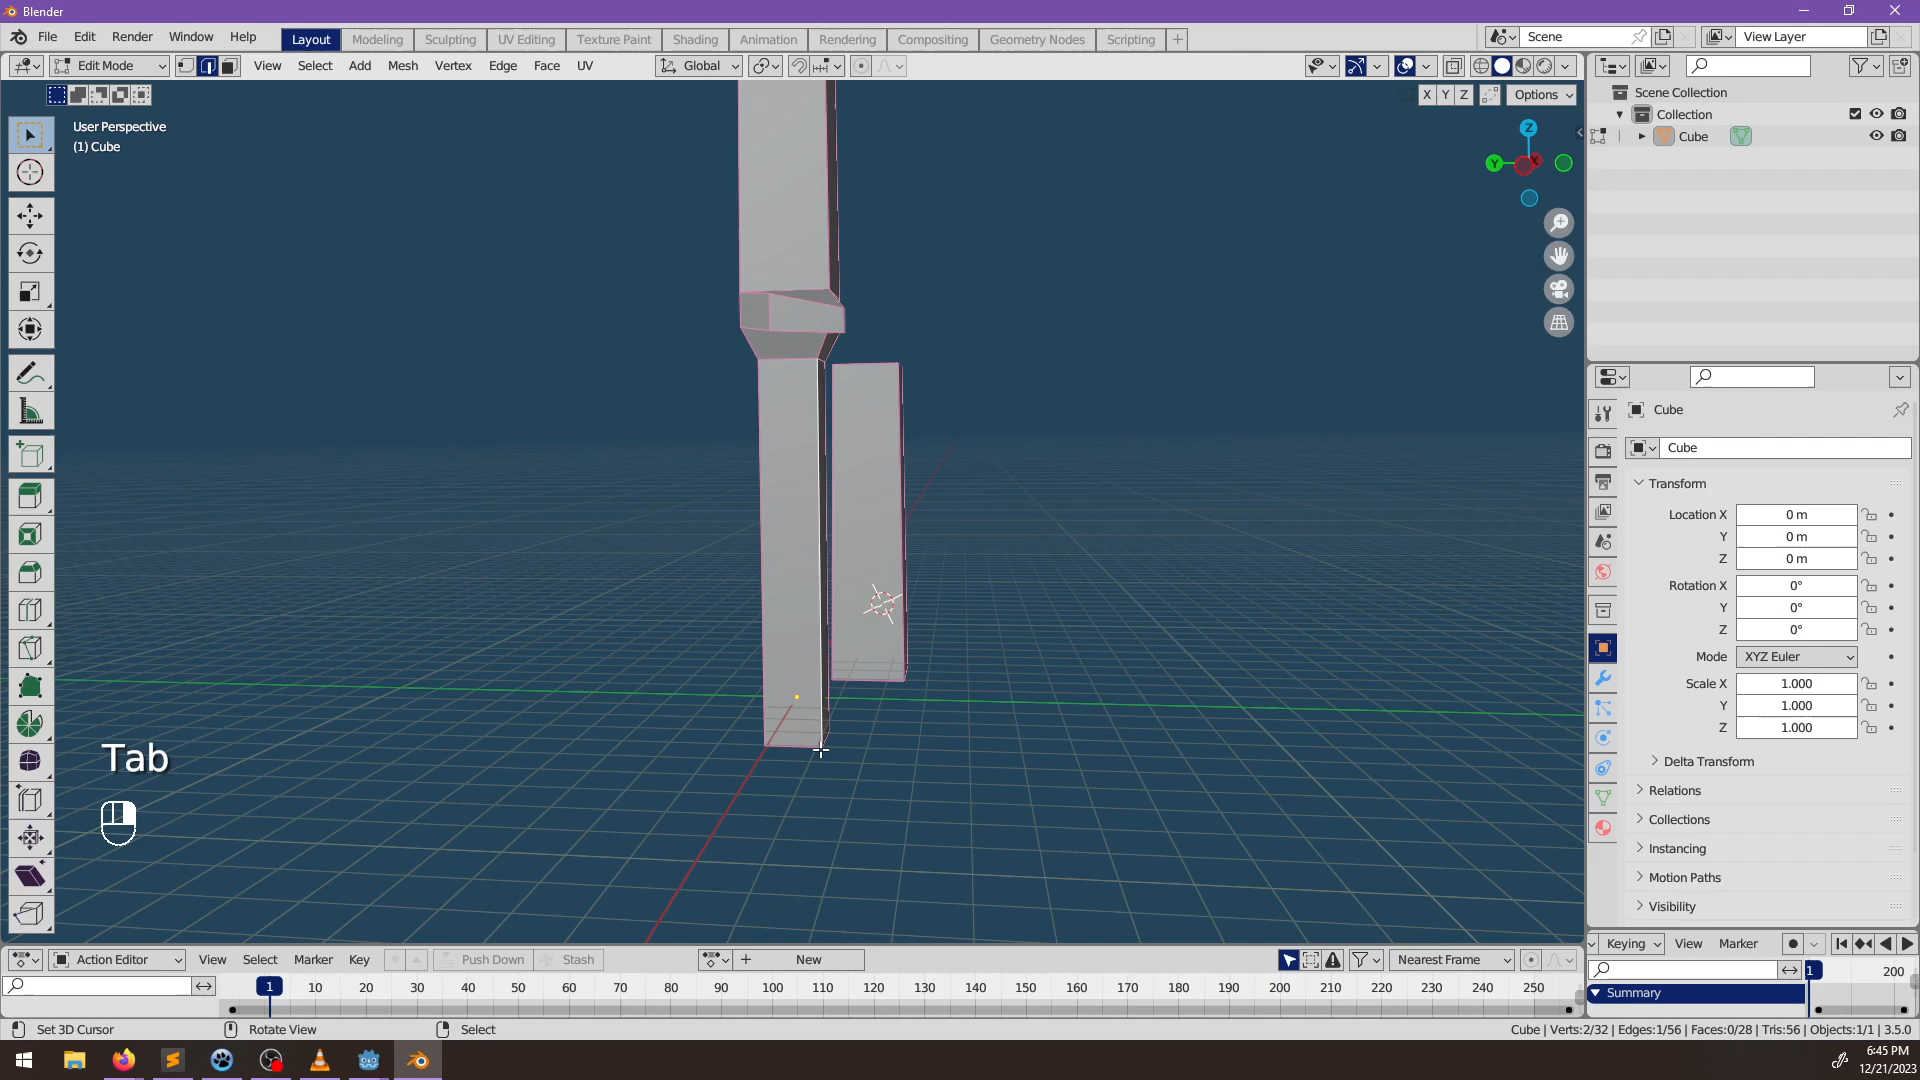 Blender
File Edit Render Window Help Layout Modeling Sculpting UV Editing Texture Paint Shading Animation Rendering Compositing Geometry Nodes Scripting + Scene View Layer
Edit Mode View Select Add Mesh Vertex Edge Face UV Global
X Y Z Options
User Perspective
(1) Cube
Z
Y
X
Tab
Scene Collection
Collection
Cube
Cube
Cube
Transform
Location X 0 m
Y 0 m
Z 0 m
Rotation X 0°
Y 0°
Z 0°
Mode XYZ Euler
Scale X 1.000
Y 1.000
Z 1.000
Delta Transform
Relations
Collections
Instancing
Motion Paths
Visibility
Action Editor View Select Marker Key Push Down Stash New Nearest Frame
1 10 20 30 40 50 60 70 80 90 100 110 120 130 140 150 160 170 180 190 200 210 220 230 240 250
Keying View Marker
1 200
Summary
Set 3D Cursor Rotate View Select
Cube | Verts:2/32 | Edges:1/56 | Faces:0/28 | Tris:56 | Objects:1/1 | 3.5.0
6:45 PM
12/21/2023